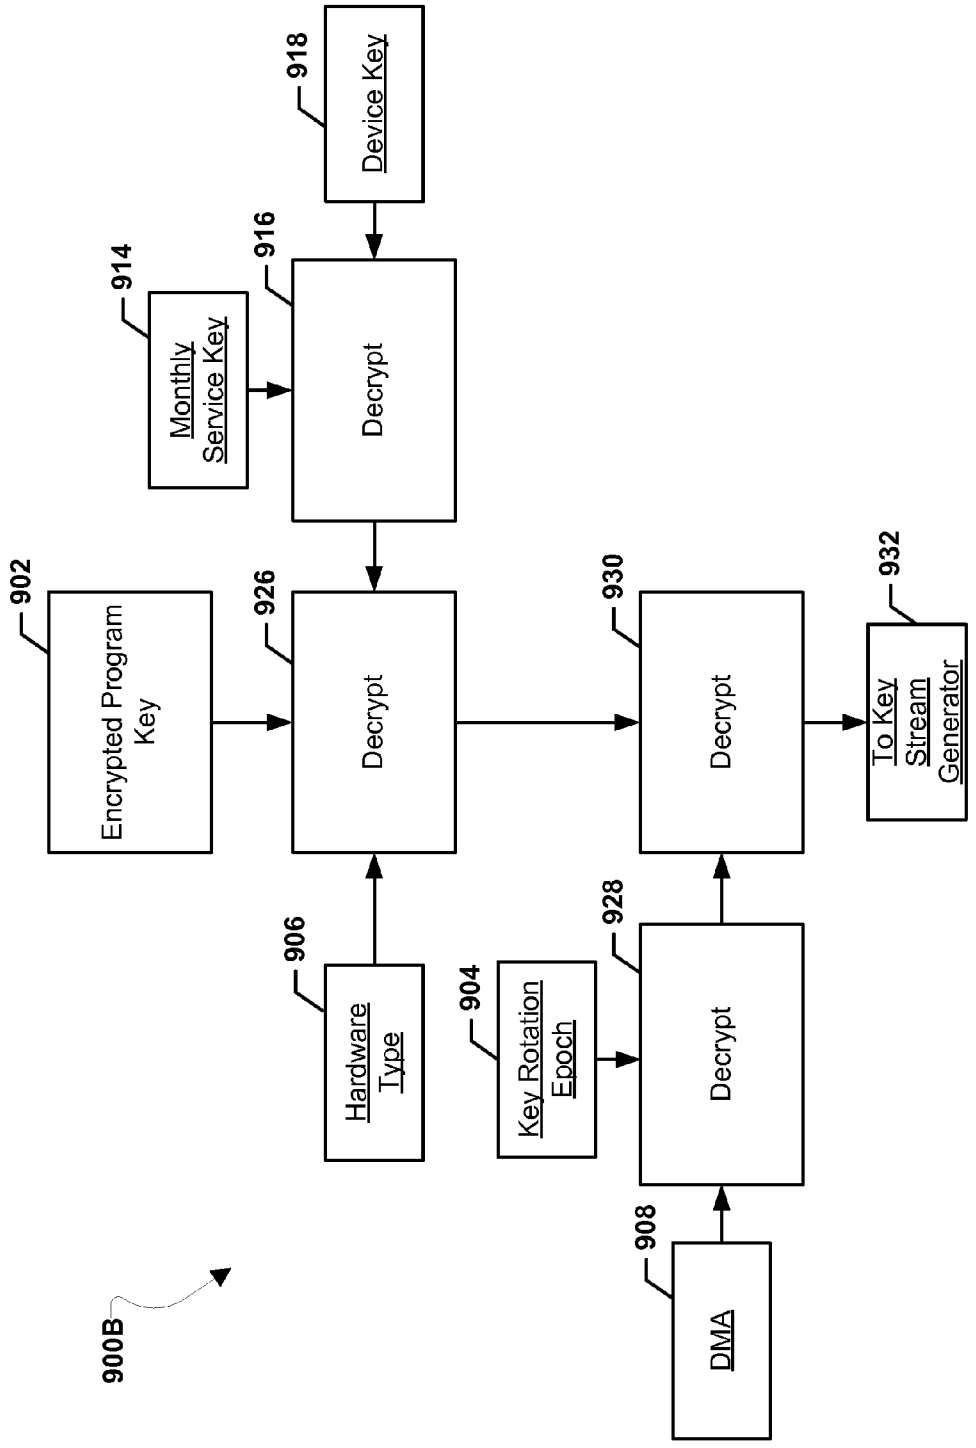 900B
902
Encrypted Program
Key
914
Monthly
Service Key
918
Device Key
906
Hardware
Type
926
Decrypt
916
Decrypt
904
Key Rotation
Epoch
908
DMA
928
Decrypt
930
Decrypt
932
To Key
Stream
Generator